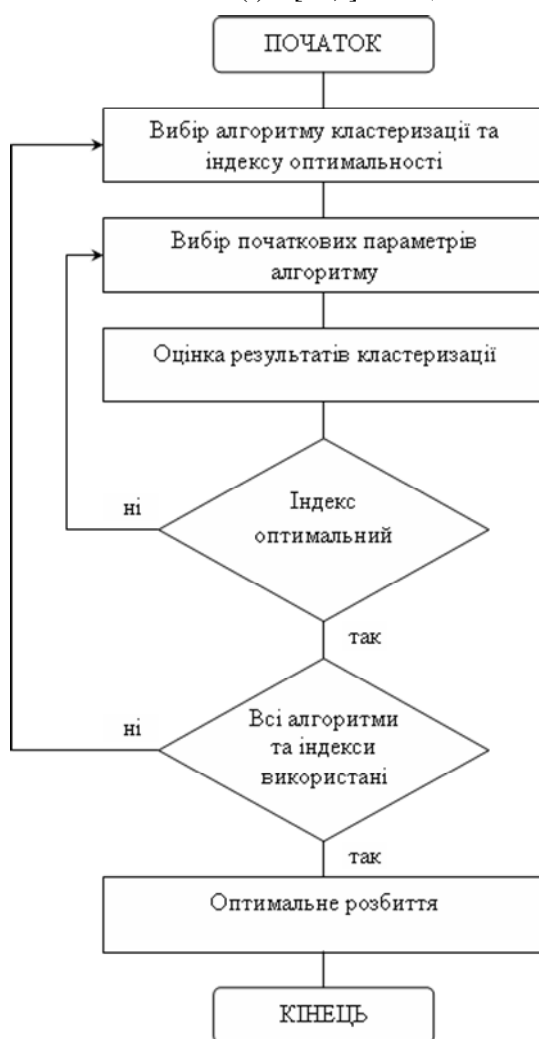 ПОЧАТОК
Вибір алгоритму кластеризації та
індексу оптимальності
Вибір початкових параметрів
алгоритму
Оцінка результатів кластеризації
Індекс
оптимальний
ні
так
Всі алгоритми
та індекси
використані
ні
так
Оптимальне розбиття
КІНЕЦЬ